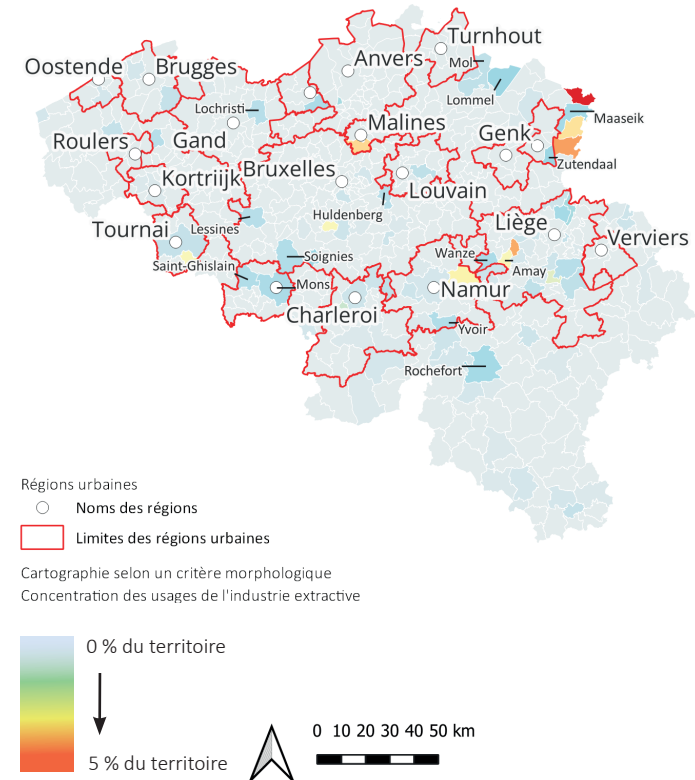 Turnhout
Oostende
Brugges
Anvers
Mol
Lommel
Lochristi
Maaseik
Roulers
Gand
Malines
Genk
Zutendaal
Kortriijk
Bruxelles
Louvain
Huldenberg
Tournai
Lessines
Liège
Verviers
Soignies
Wanze
Saint-Ghislain
Amay
Mons
Namur
Charleroi
Yvoir
Rochefort
Régions urbaines
Noms des régions
Limites des régions urbaines
Cartographie selon un critère morphologique
Concentration des usages de l'industrie extractive
0 % du territoire
5 % du territoire
0 10 20 30 40 50 km